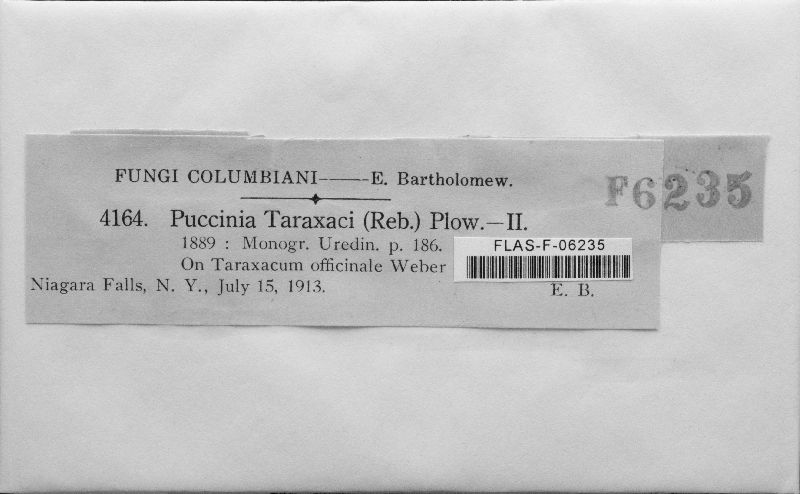 FUNGI COLUMBIANI——E. Bartholomew.
F6235
4164. Puccinia Taraxaci (Reb.) Plow.—II.
1889 : Monogr. Uredin. p. 186.
FLAS-F-06235
On Taraxacum officinale Weber
Niagara Falls, N. Y., July 15, 1913.
E. B.